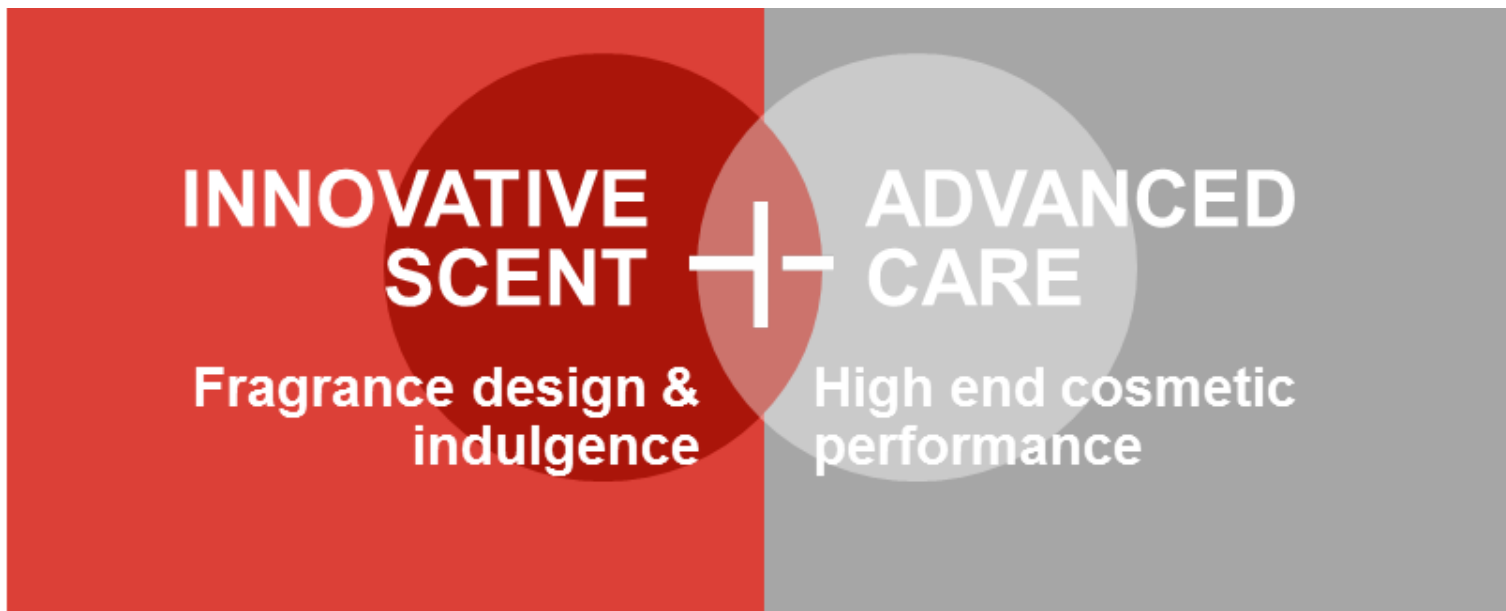 INNOVATIVE
SCENT
+
ADVANCED
CARE
Fragrance design &
indulgence
High end cosmetic
performance